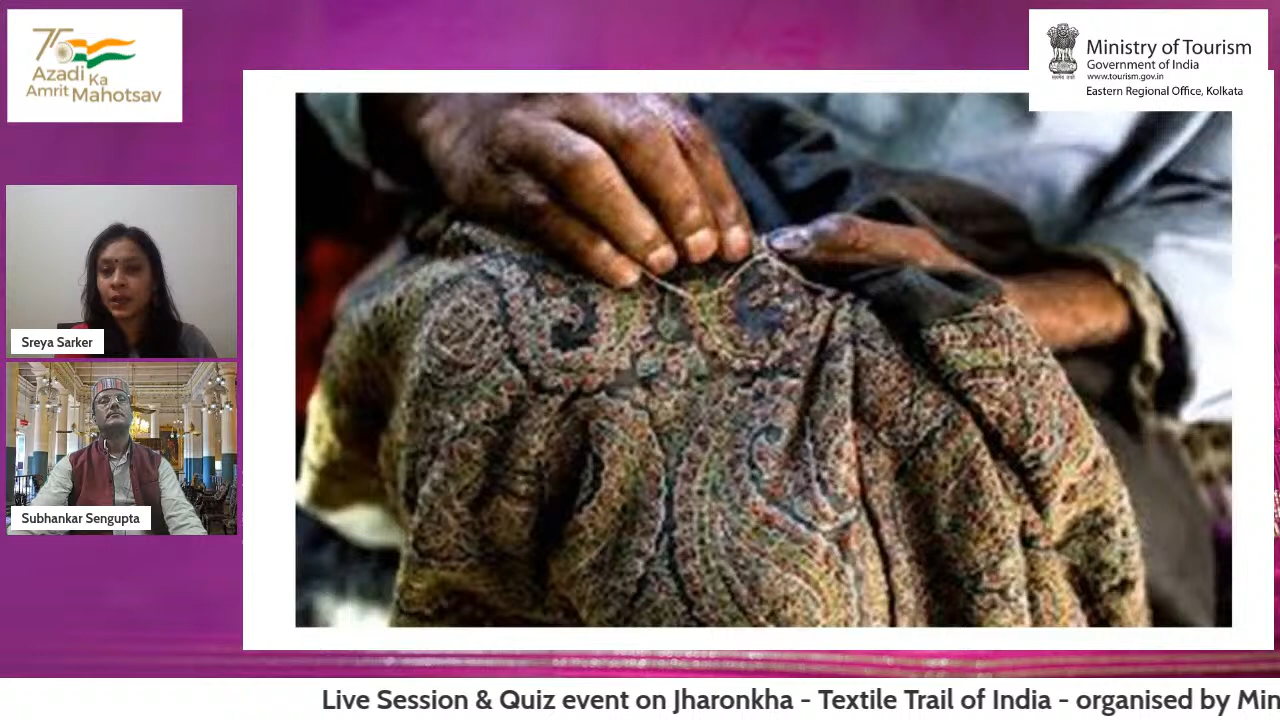 75
Azadi Ka
Amrit Mahotsav
Ministry of Tourism
Government of India
www.tourism.gov.in
Eastern Regional Office, Kolkata
Sreya Sarker
Subhankar Sengupta
Live Session & Quiz event on Jharonkha - Textile Trail of India - organised by Min